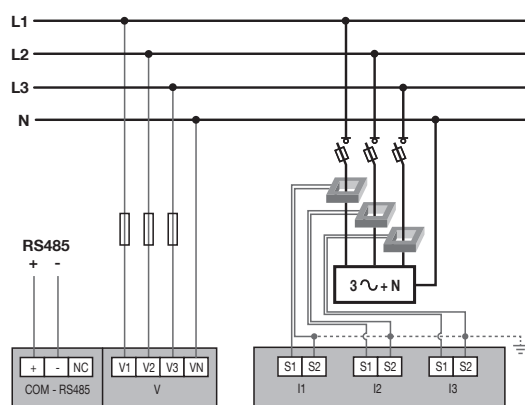 L1
L2
L3
N
RS485
+ -
3 ∿ + N
+ - NC
V1 V2 V3 VN
S1 S2
S1 S2
S1 S2
COM - RS485
V
I1
I2
I3